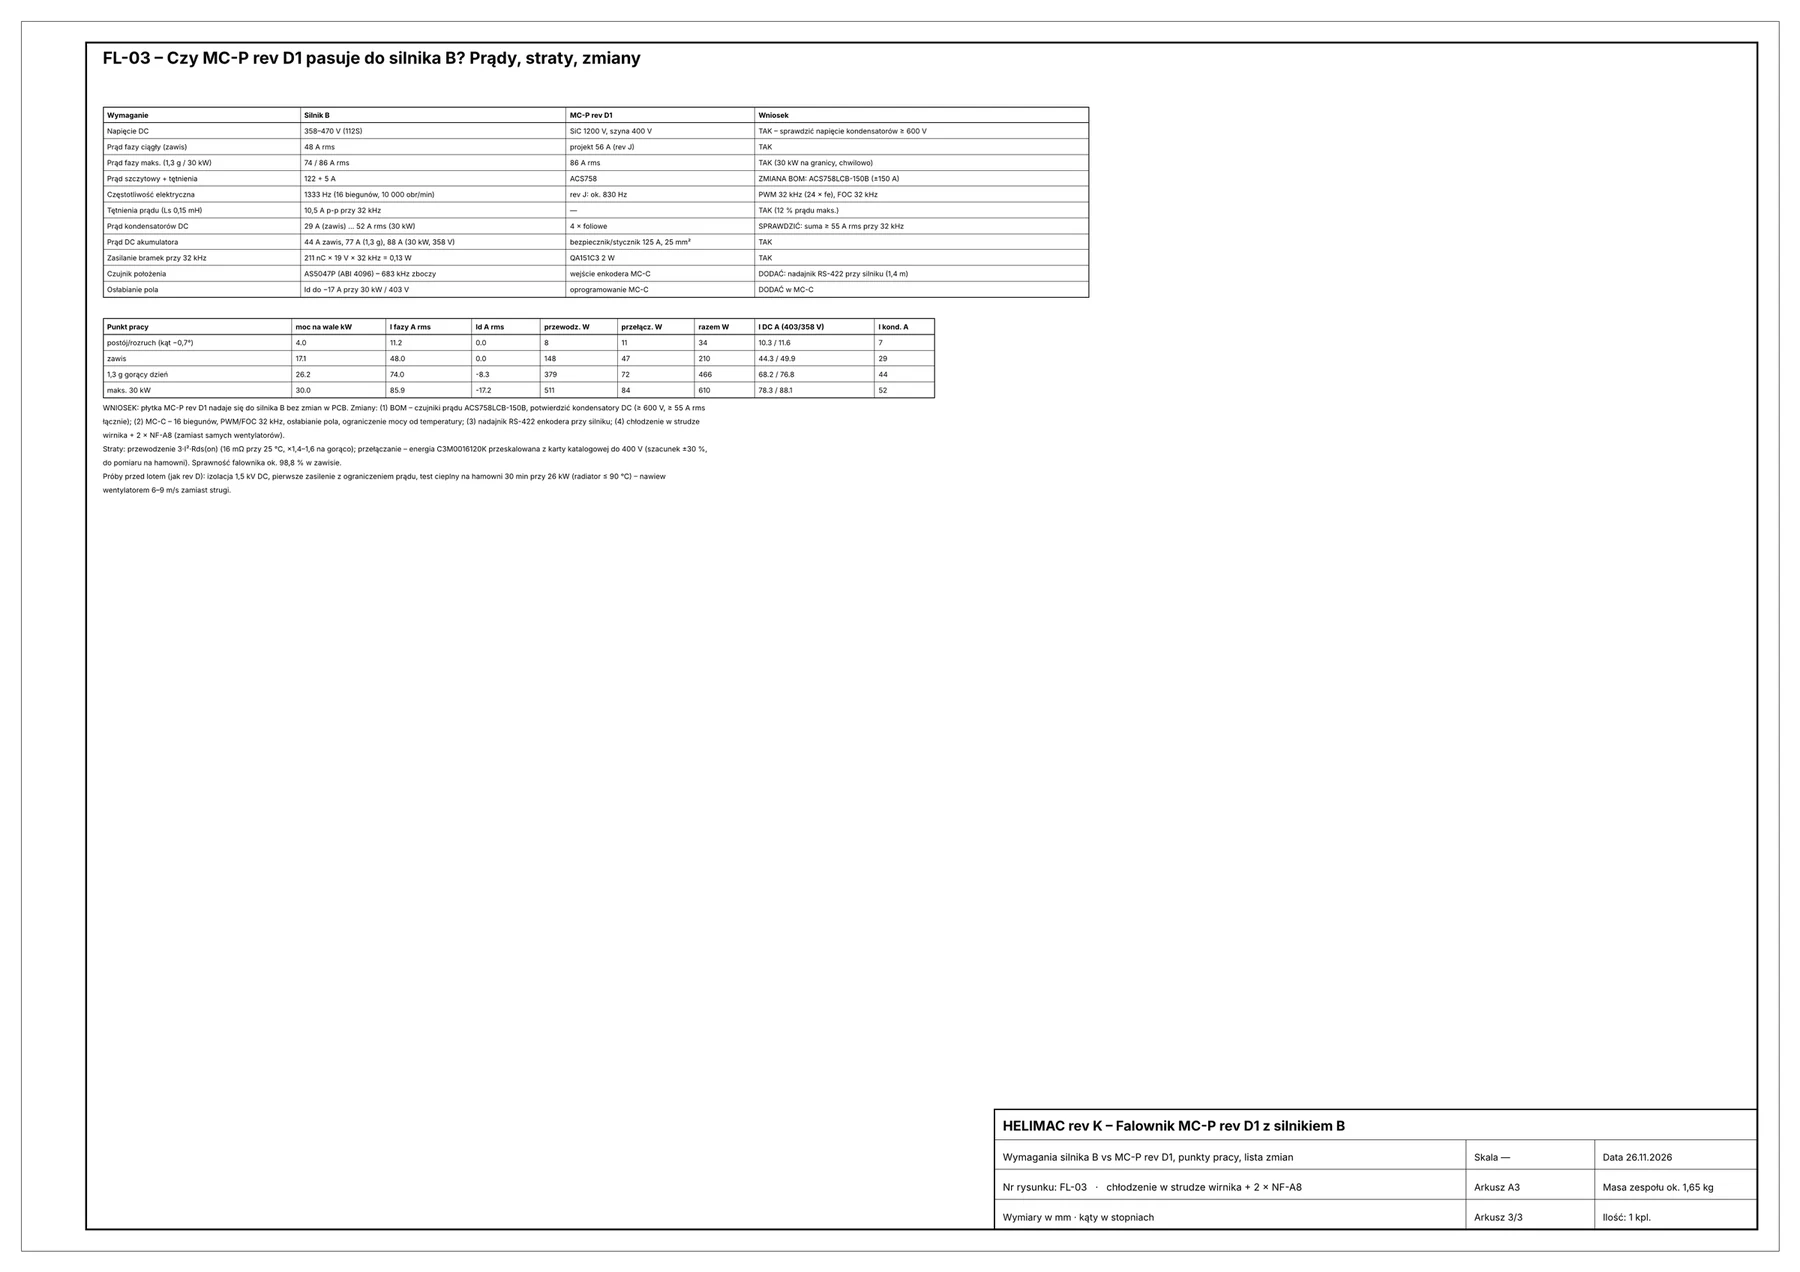 FL-03 – Czy MC-P rev D1 pasuje do silnika B? Prądy, straty, zmiany
Wymaganie Silnik B MC-P rev D1 Wniosek
Napięcie DC 358–470 V (112S) SiC 1200 V, szyna 400 V TAK – sprawdzić napięcie kondensatorów ≥ 600 V
Prąd fazy ciągły (zawis) 48 A rms projekt 56 A (rev J) TAK
Prąd fazy maks. (1,3 g / 30 kW) 74 / 86 A rms 86 A rms TAK (30 kW na granicy, chwilowo)
Prąd szczytowy + tętnienia 122 + 5 A ACS758 ZMIANA BOM: ACS758LCB-150B (±150 A)
Częstotliwość elektryczna 1333 Hz (16 biegunów, 10 000 obr/min) rev J: ok. 830 Hz PWM 32 kHz (24 × fe), FOC 32 kHz
Tętnienia prądu (Ls 0,15 mH) 10,5 A p-p przy 32 kHz — TAK (12 % prądu maks.)
Prąd kondensatorów DC 29 A (zawis) … 52 A rms (30 kW) 4 × foliowe SPRAWDZIĆ: suma ≥ 55 A rms przy 32 kHz
Prąd DC akumulatora 44 A zawis, 77 A (1,3 g), 88 A (30 kW, 358 V) bezpiecznik/stycznik 125 A, 25 mm² TAK
Zasilanie bramek przy 32 kHz 211 nC × 19 V × 32 kHz = 0,13 W QA151C3 2 W TAK
Czujnik położenia AS5047P (ABI 4096) – 683 kHz zboczy wejście enkodera MC-C DODAĆ: nadajnik RS-422 przy silniku (1,4 m)
Osłabianie pola Id do −17 A przy 30 kW / 403 V oprogramowanie MC-C DODAĆ w MC-C
Punkt pracy moc na wale kW I fazy A rms Id A rms przewodz. W przełącz. W razem W I DC A (403/358 V) I kond. A
postój/rozruch (kąt −0,7°) 4.0 11.2 0.0 8 11 34 10.3 / 11.6 7
zawis 17.1 48.0 0.0 148 47 210 44.3 / 49.9 29
1,3 g gorący dzień 26.2 74.0 -8.3 379 72 466 68.2 / 76.8 44
maks. 30 kW 30.0 85.9 -17.2 511 84 610 78.3 / 88.1 52
WNIOSEK: płytka MC-P rev D1 nadaje się do silnika B bez zmian w PCB. Zmiany: (1) BOM – czujniki prądu ACS758LCB-150B, potwierdzić kondensatory DC (≥ 600 V, ≥ 55 A rms
łącznie); (2) MC-C – 16 biegunów, PWM/FOC 32 kHz, osłabianie pola, ograniczenie mocy od temperatury; (3) nadajnik RS-422 enkodera przy silniku; (4) chłodzenie w strudze
wirnika + 2 × NF-A8 (zamiast samych wentylatorów).
Straty: przewodzenie 3·I²·Rds(on) (16 mΩ przy 25 °C, ×1,4–1,6 na gorąco); przełączanie – energia C3M0016120K przeskalowana z karty katalogowej do 400 V (szacunek ±30 %,
do pomiaru na hamowni). Sprawność falownika ok. 98,8 % w zawisie.
Próby przed lotem (jak rev D): izolacja 1,5 kV DC, pierwsze zasilenie z ograniczeniem prądu, test cieplny na hamowni 30 min przy 26 kW (radiator ≤ 90 °C) – nawiew
wentylatorem 6–9 m/s zamiast strugi.
HELIMAC rev K – Falownik MC-P rev D1 z silnikiem B
Wymagania silnika B vs MC-P rev D1, punkty pracy, lista zmian Skala — Data 26.11.2026
Nr rysunku: FL-03 · chłodzenie w strudze wirnika + 2 × NF-A8 Arkusz A3 Masa zespołu ok. 1,65 kg
Wymiary w mm · kąty w stopniach Arkusz 3/3 Ilość: 1 kpl.